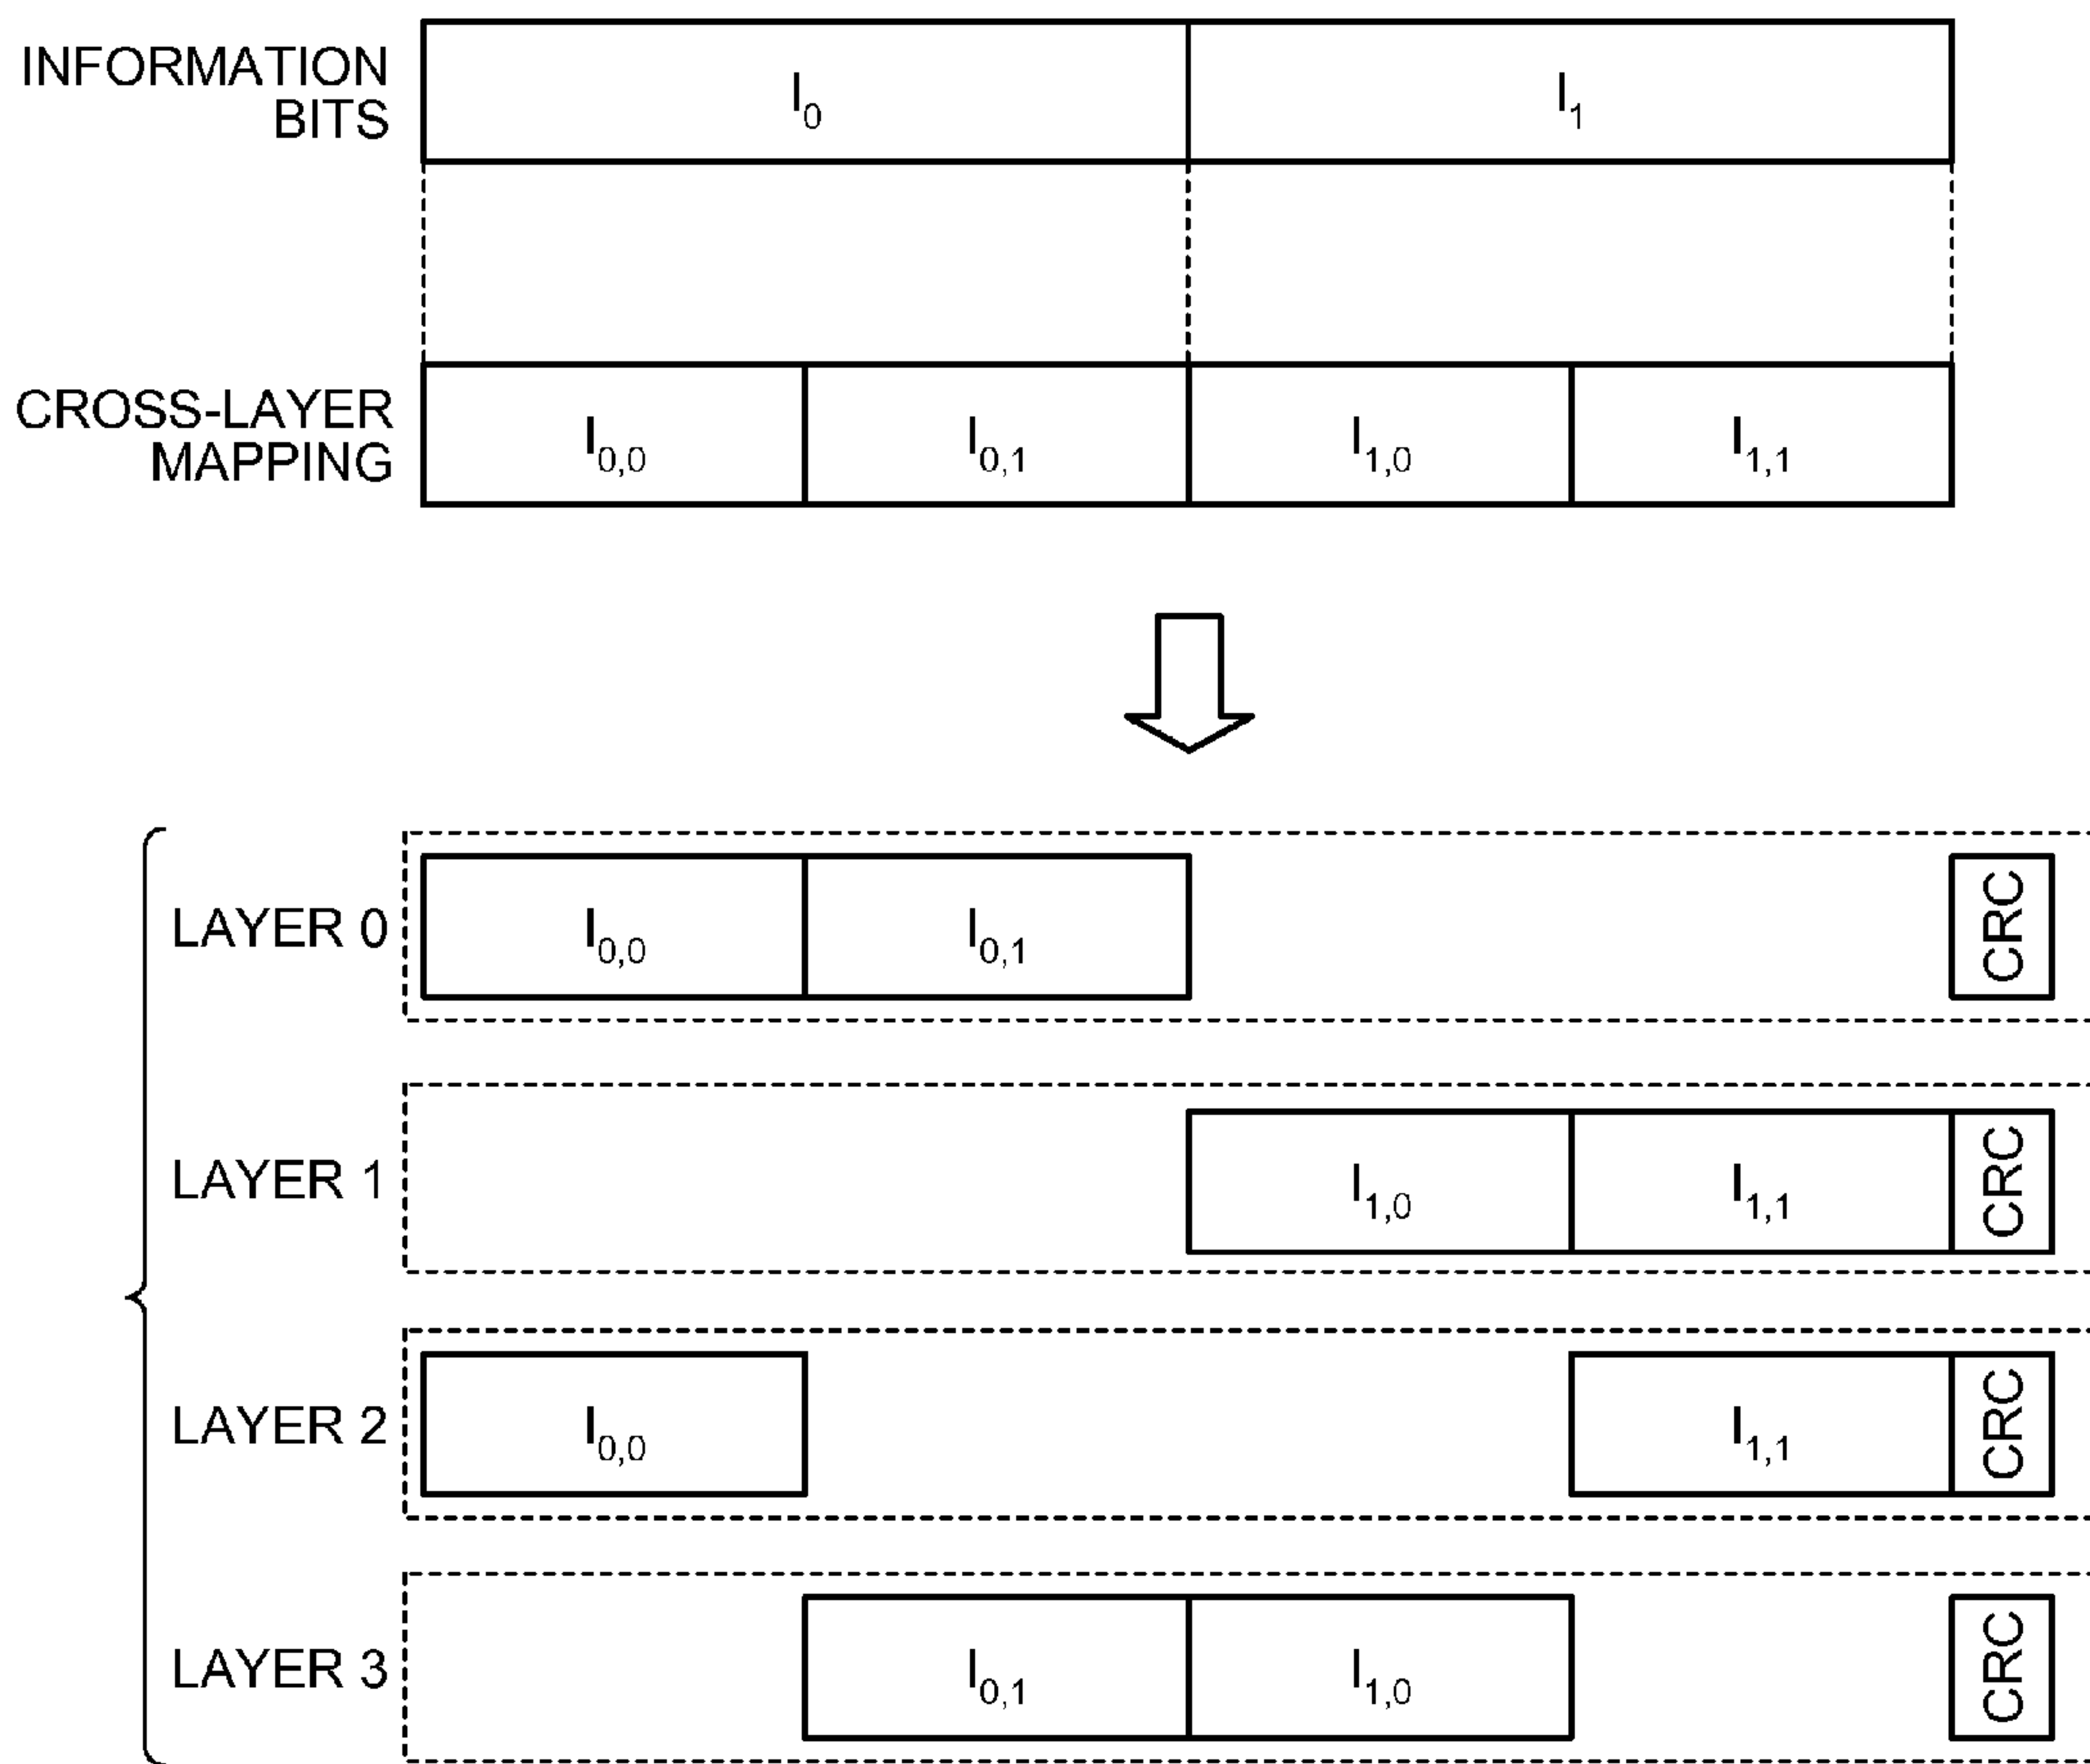 INFORMATION
BITS
I0
I1
CROSS-LAYER
MAPPING
I0,0
I0,1
I1,0
I1,1
LAYER 0
I0,0
I0,1
CRC
LAYER 1
I1,0
I1,1
CRC
LAYER 2
I0,0
I1,1
CRC
LAYER 3
I0,1
I1,0
CRC